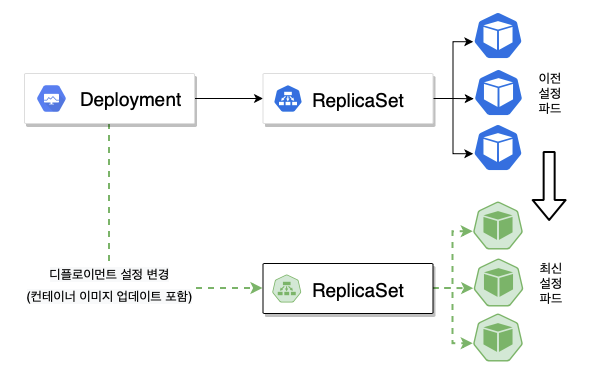 Deployment
ReplicaSet
이전
설정
파드
디플로이먼트 설정 변경
(컨테이너 이미지 업데이트 포함)
ReplicaSet
최신
설정
파드